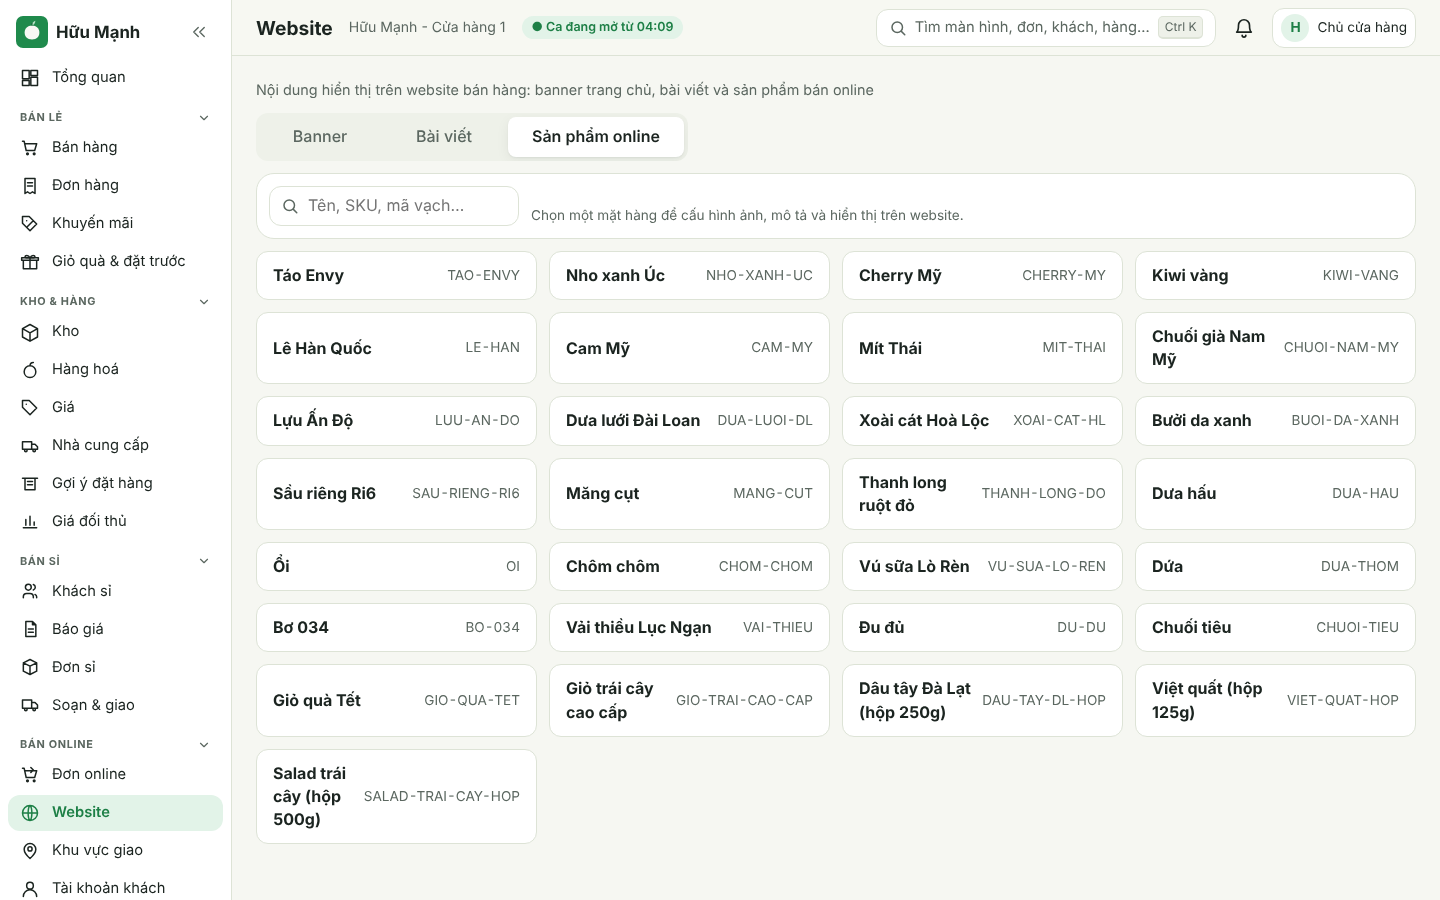 Hữu Mạnh
Tổng quan
BÁN LẺ
Bán hàng
Đơn hàng
Khuyến mãi
Giỏ quà & đặt trước
KHO & HÀNG
Kho
Hàng hoá
Giá
Nhà cung cấp
Gợi ý đặt hàng
Giá đối thủ
BÁN SỈ
Khách sỉ
Báo giá
Đơn sỉ
Soạn & giao
BÁN ONLINE
Đơn online
Website
Khu vực giao
Tài khoản khách
Website Hữu Mạnh - Cửa hàng 1 Ca đang mở từ 04:09 Tìm màn hình, đơn, khách, hàng... Ctrl K H Chủ cửa hàng
Nội dung hiển thị trên website bán hàng: banner trang chủ, bài viết và sản phẩm bán online
Banner Bài viết Sản phẩm online
Tên, SKU, mã vạch... Chọn một mặt hàng để cấu hình ảnh, mô tả và hiển thị trên website.
Táo Envy TAO-ENVY
Nho xanh Úc NHO-XANH-UC
Cherry Mỹ CHERRY-MY
Kiwi vàng KIWI-VANG
Lê Hàn Quốc LE-HAN
Cam Mỹ CAM-MY
Mít Thái MIT-THAI
Chuối già Nam
Mỹ
CHUOI-NAM-MY
Lựu Ấn Độ LUU-AN-DO
Dưa lưới Đài Loan DUA-LUOI-DL
Xoài cát Hoà Lộc XOAI-CAT-HL
Bưởi da xanh BUOI-DA-XANH
Sầu riêng Ri6 SAU-RIENG-RI6
Măng cụt MANG-CUT
Thanh long
ruột đỏ
THANH-LONG-DO
Dưa hấu DUA-HAU
Ổi OI
Chôm chôm CHOM-CHOM
Vú sữa Lò Rèn VU-SUA-LO-REN
Dứa DUA-THOM
Bơ 034 BO-034
Vải thiều Lục Ngạn VAI-THIEU
Đu đủ DU-DU
Chuối tiêu CHUOI-TIEU
Giỏ quà Tết GIO-QUA-TET
Giỏ trái cây
cao cấp
GIO-TRAI-CAO-CAP
Dâu tây Đà Lạt
(hộp 250g)
DAU-TAY-DL-HOP
Việt quất (hộp
125g)
VIET-QUAT-HOP
Salad trái
cây (hộp
500g)
SALAD-TRAI-CAY-HOP